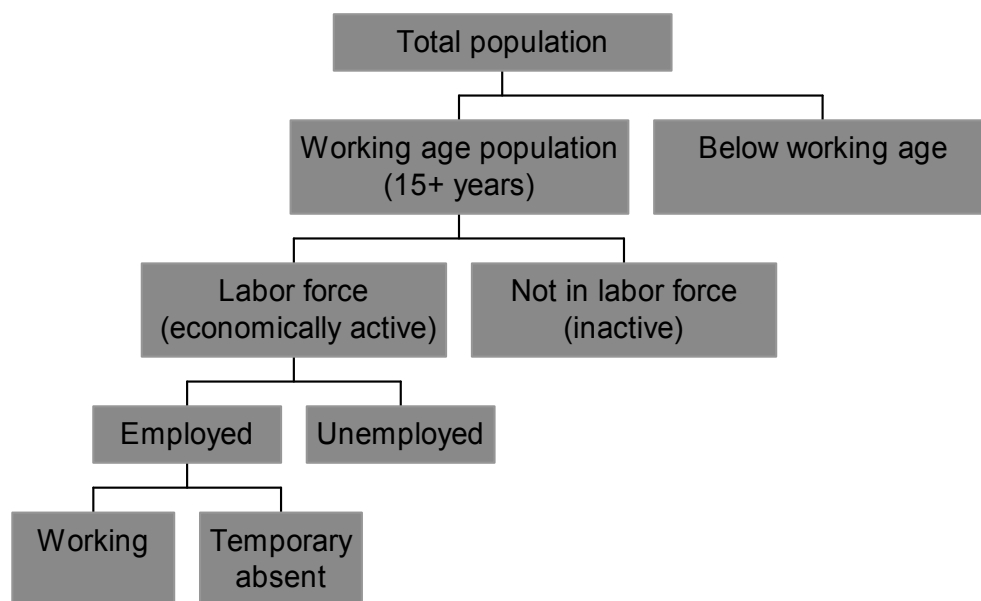 Total population
Working age population
(15+ years)
Below working age
Labor force
(economically active)
Not in labor force
(inactive)
Employed
Unemployed
Working
Temporary
absent